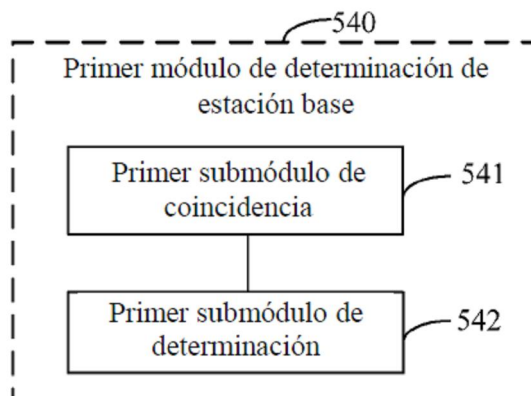 540
Primer módulo de determinación de
estación base
Primer submódulo de
coincidencia
541
Primer submódulo de
determinación
542